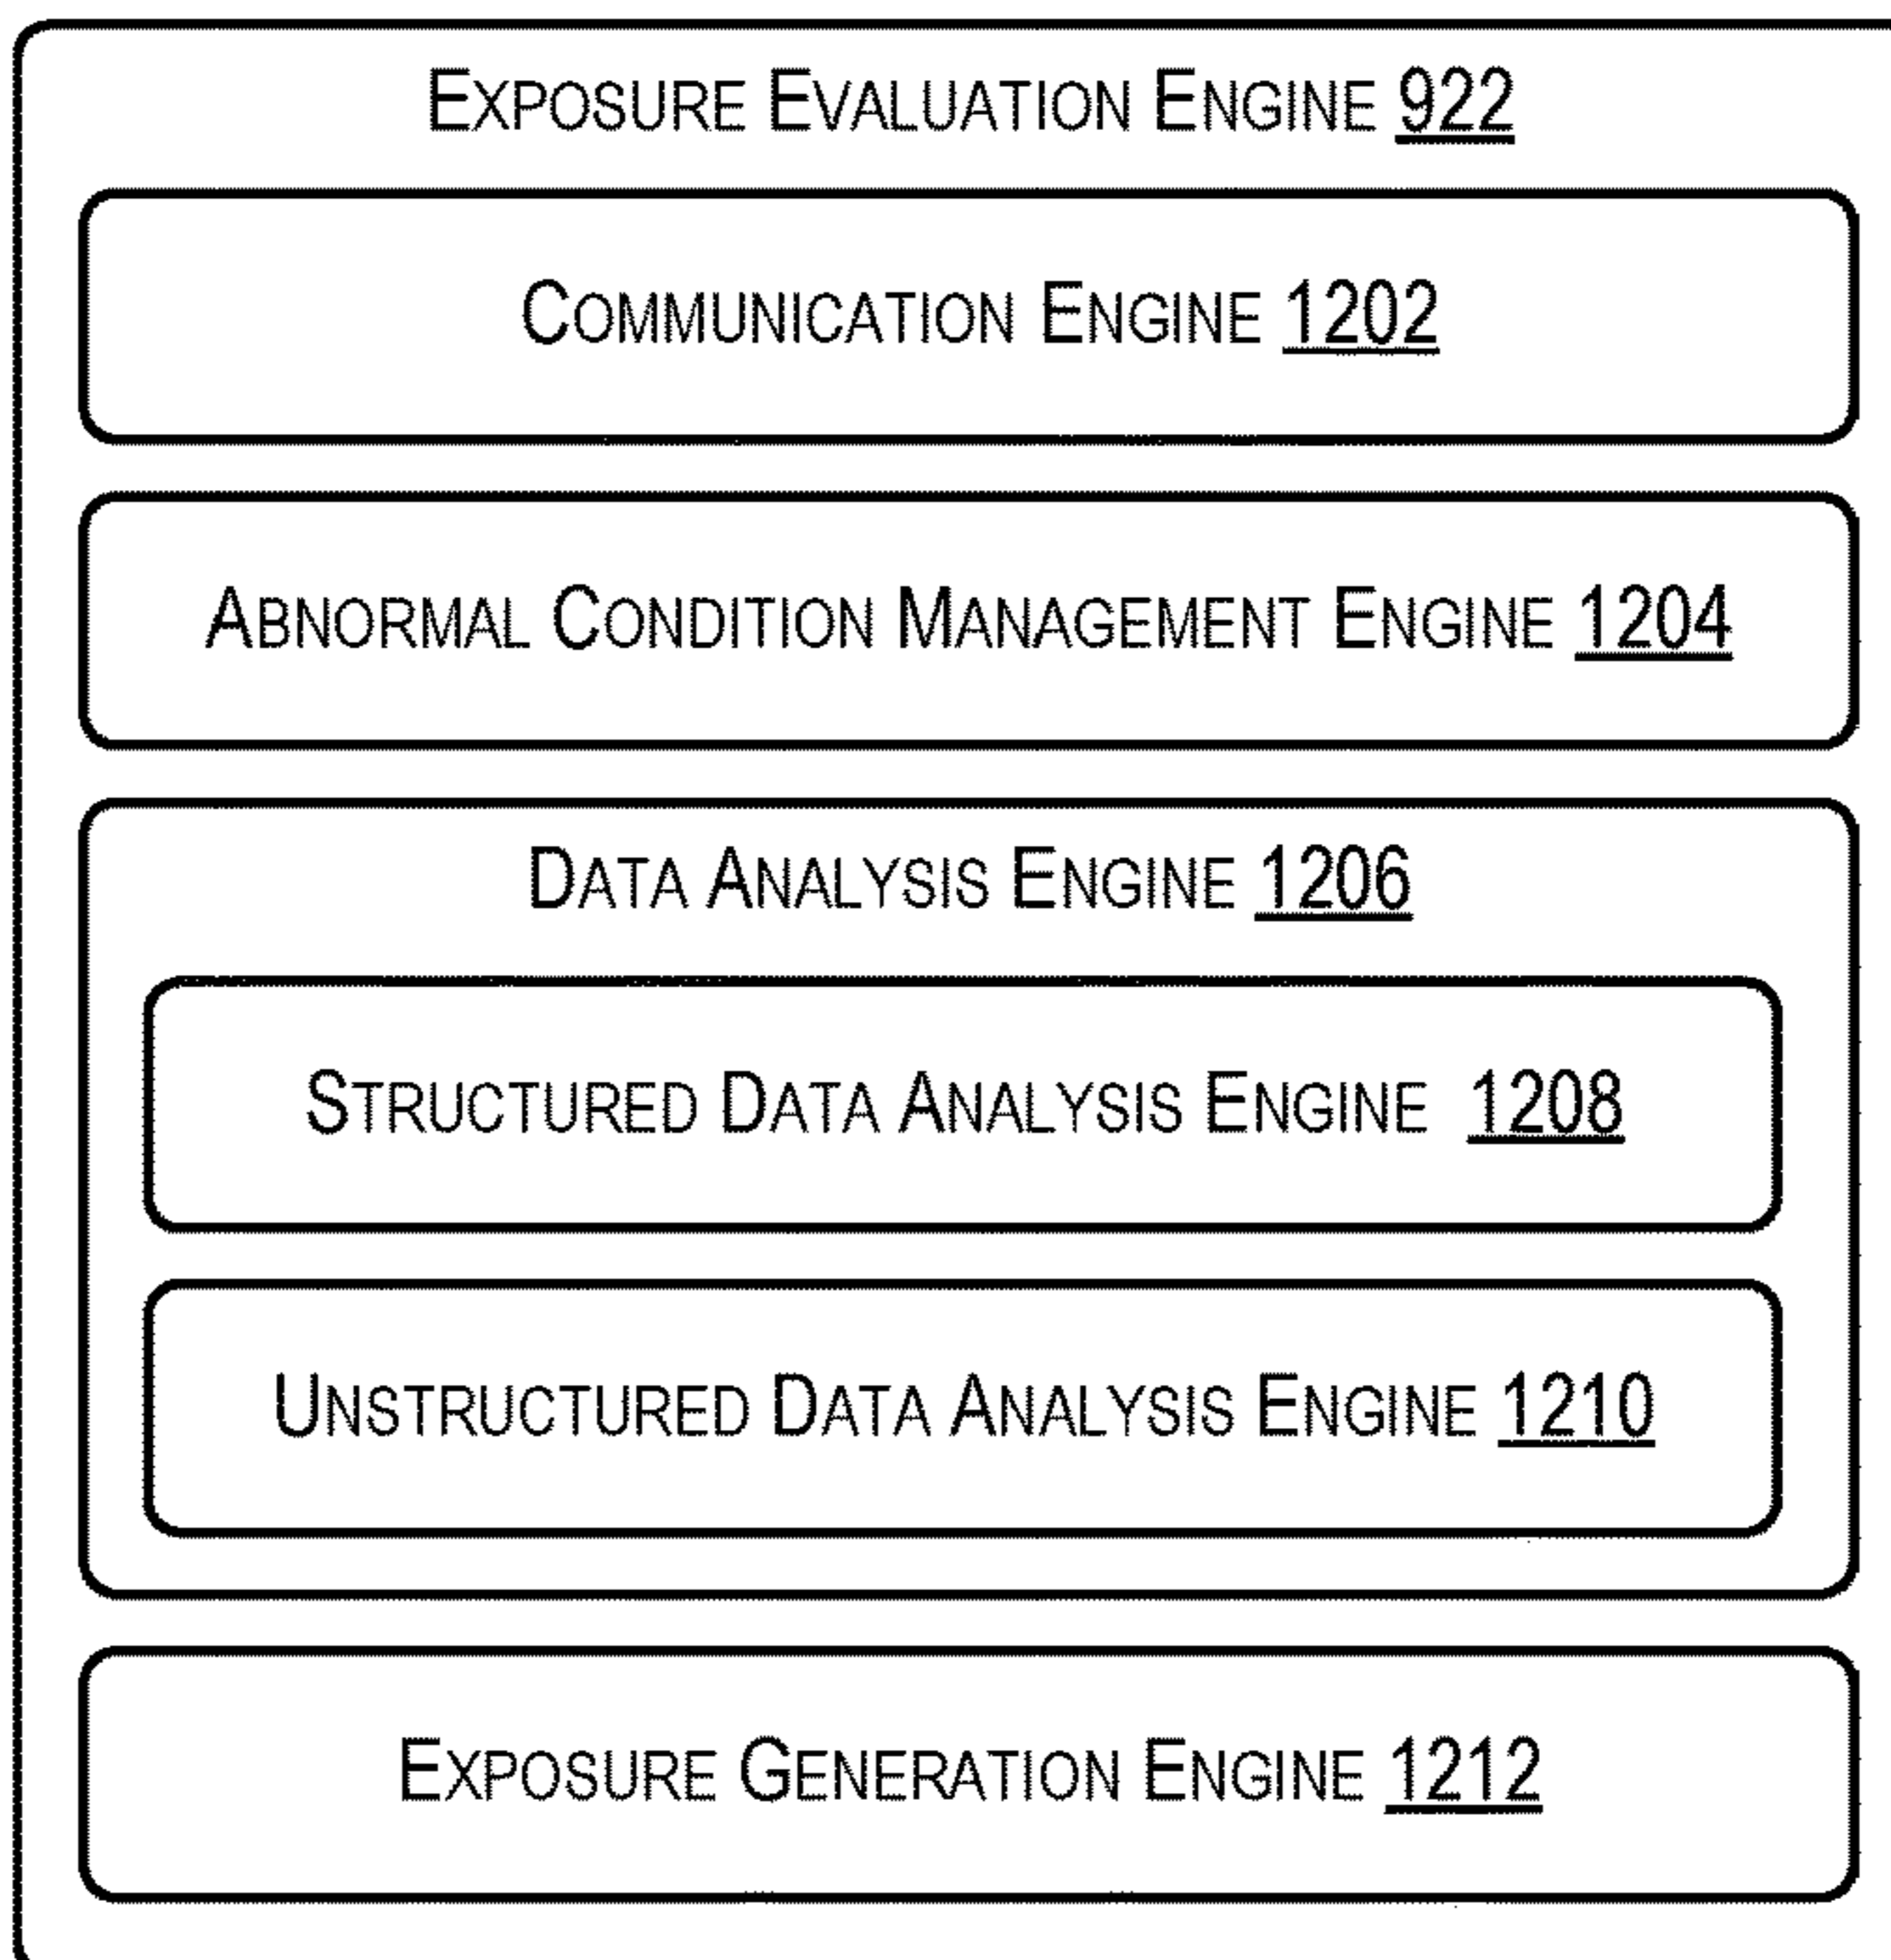 EXPOSURE EVALUATION ENGINE 922
COMMUNICATION ENGINE 1202
ABNORMAL CONDITION MANAGEMENT ENGINE 1204
DATA ANALYSIS ENGINE 1206
STRUCTURED DATA ANALYSIS ENGINE 1208
UNSTRUCTURED DATA ANALYSIS ENGINE 1210
EXPOSURE GENERATION ENGINE 1212